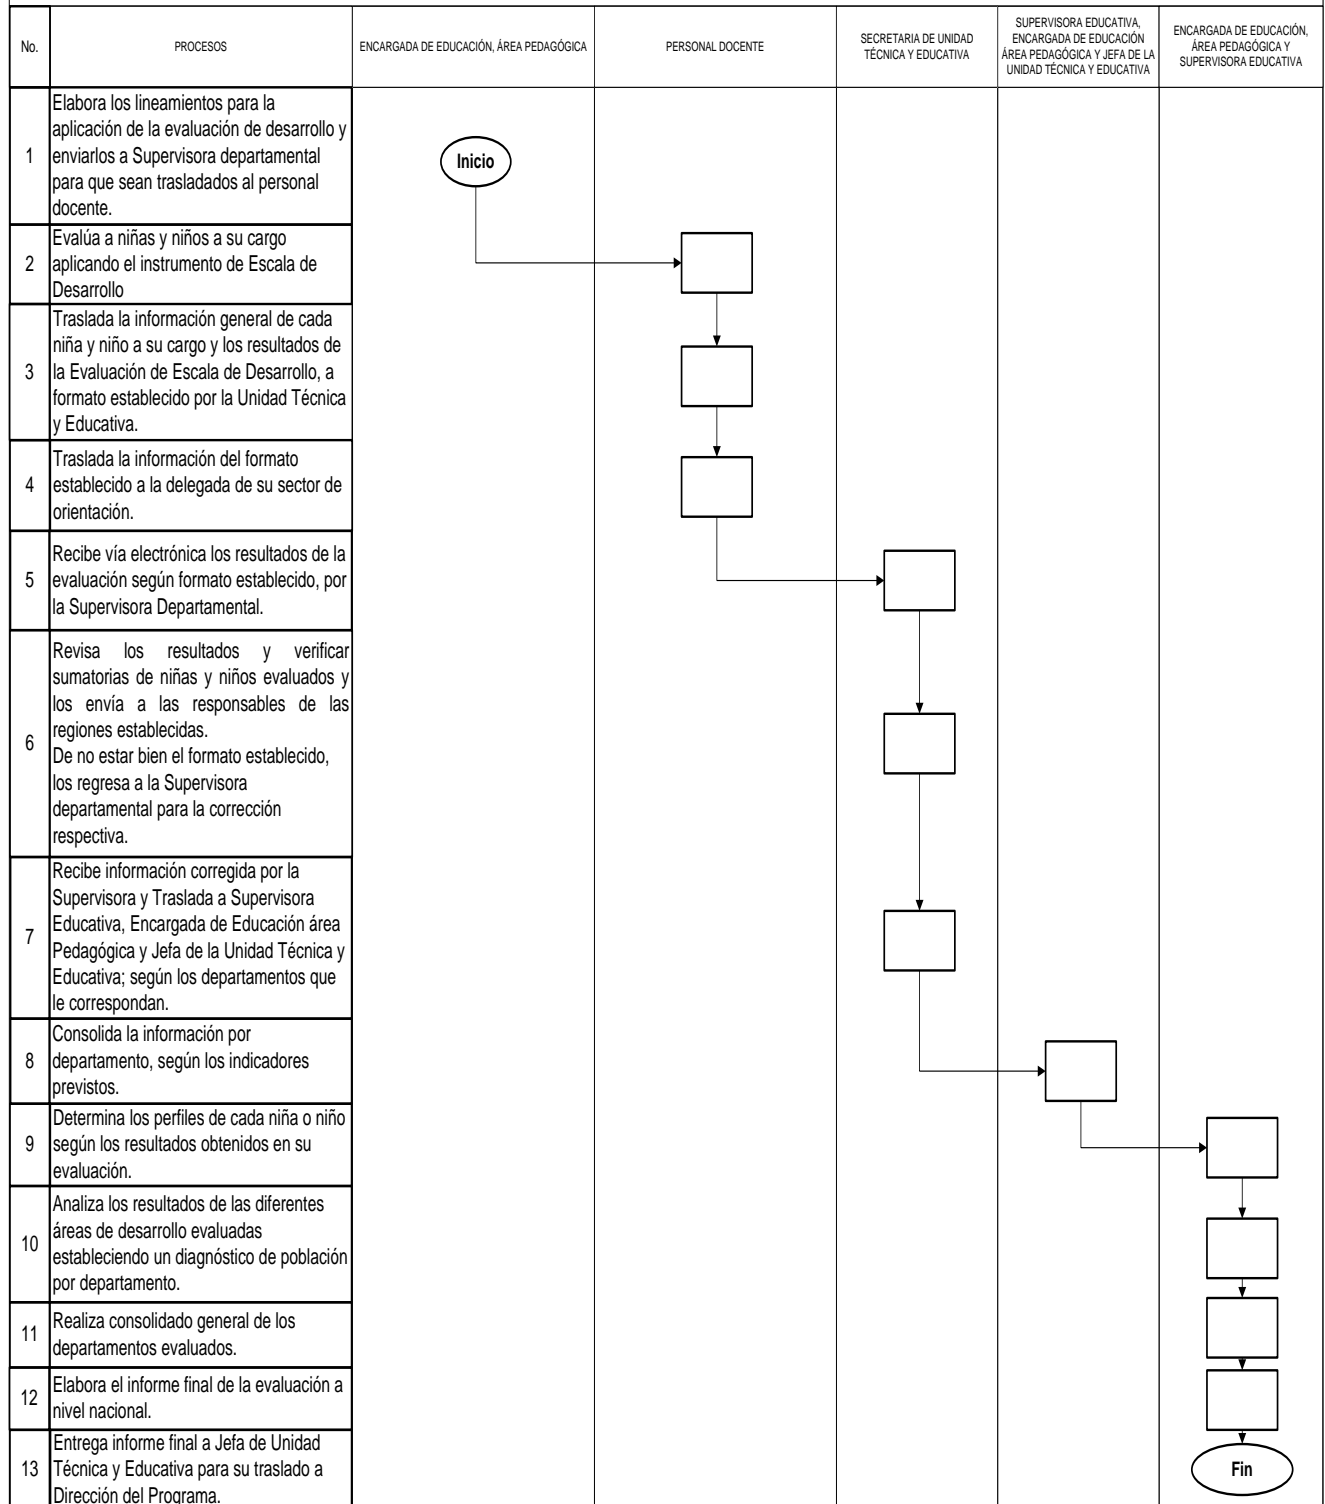 No.
PROCESOS
ENCARGADA DE EDUCACIÓN, ÁREA PEDAGÓGICA
PERSONAL DOCENTE
SECRETARIA DE UNIDAD
TÉCNICA Y EDUCATIVA
SUPERVISORA EDUCATIVA,
ENCARGADA DE EDUCACIÓN
ÁREA PEDAGÓGICA Y JEFA DE LA
UNIDAD TÉCNICA Y EDUCATIVA
ENCARGADA DE EDUCACIÓN,
ÁREA PEDAGÓGICA Y
SUPERVISORA EDUCATIVA
1
Elabora los lineamientos para la
aplicación de la evaluación de desarrollo y
enviarlos a Supervisora departamental
para que sean trasladados al personal
docente.
Inicio
2
Evalúa a niñas y niños a su cargo
aplicando el instrumento de Escala de
Desarrollo
3
Traslada la información general de cada
niña y niño a su cargo y los resultados de
la Evaluación de Escala de Desarrollo, a
formato establecido por la Unidad Técnica
y Educativa.
4
Traslada la información del formato
establecido a la delegada de su sector de
orientación.
5
Recibe vía electrónica los resultados de la
evaluación según formato establecido, por
la Supervisora Departamental.
6
Revisa los resultados y verificar
sumatorias de niñas y niños evaluados y
los envía a las responsables de las
regiones establecidas.
De no estar bien el formato establecido,
los regresa a la Supervisora
departamental para la corrección
respectiva.
7
Recibe información corregida por la
Supervisora y Traslada a Supervisora
Educativa, Encargada de Educación área
Pedagógica y Jefa de la Unidad Técnica y
Educativa; según los departamentos que
le correspondan.
8
Consolida la información por
departamento, según los indicadores
previstos.
9
Determina los perfiles de cada niña o niño
según los resultados obtenidos en su
evaluación.
10
Analiza los resultados de las diferentes
áreas de desarrollo evaluadas
estableciendo un diagnóstico de población
por departamento.
11
Realiza consolidado general de los
departamentos evaluados.
12
Elabora el informe final de la evaluación a
nivel nacional.
13
Entrega informe final a Jefa de Unidad
Técnica y Educativa para su traslado a
Dirección del Programa.
Fin